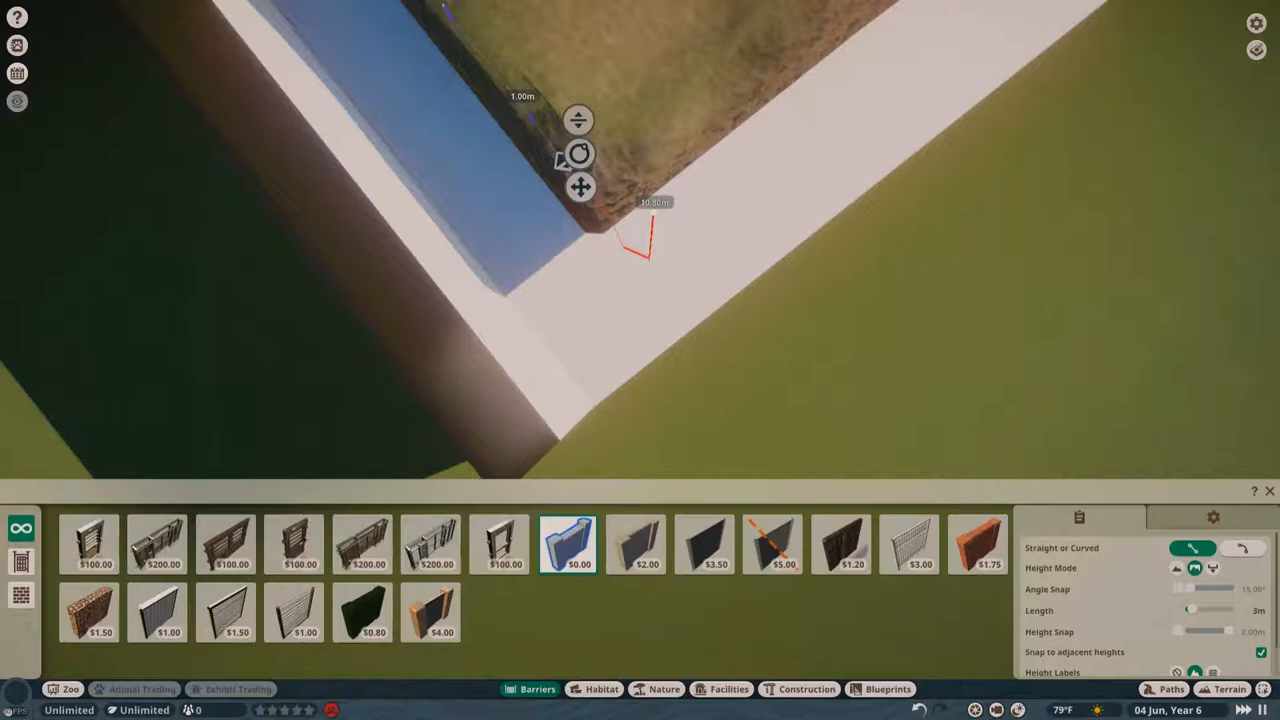 ?
1.00m
10.80m
? ×
$100.00 $200.00 $100.00 $100.00 $200.00 $200.00 $100.00 $0.00 $2.00 $3.50 $5.00 $1.20 $3.00 $1.75
$1.50 $1.00 $1.50 $1.00 $0.80 $4.00
Straight or Curved
Height Mode
Angle Snap 15.00°
Length 3m
Height Snap 2.00m
Snap to adjacent heights
Height Labels
Zoo Animal Trading Exhibit Trading Barriers Habitat Nature Facilities Construction Blueprints Paths Terrain
FPS Unlimited Unlimited 0 79°F 04 Jun, Year 6